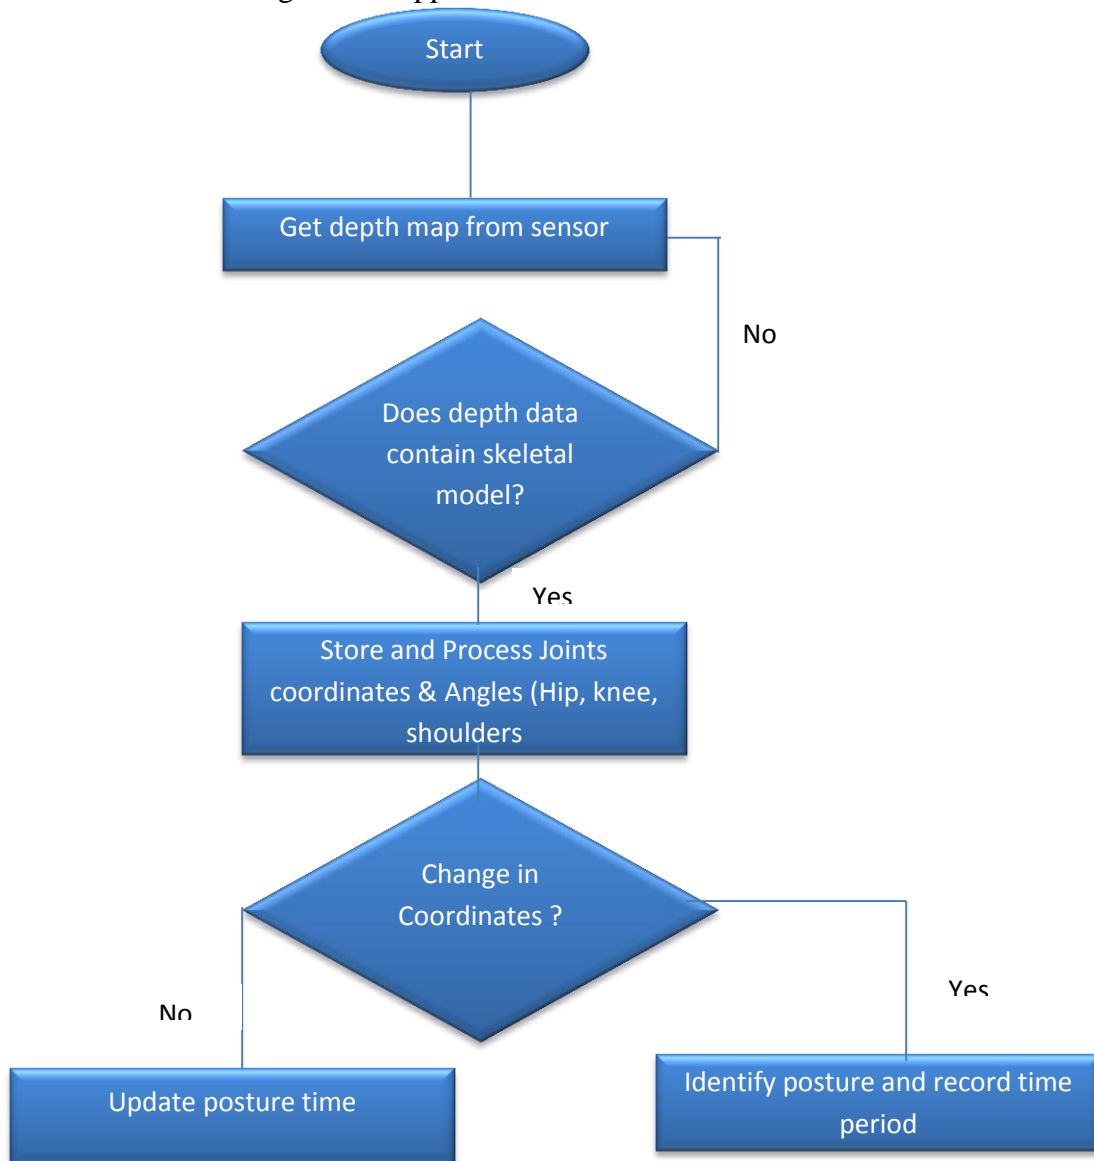 Start
Get depth map from sensor
No
Does depth data
contain skeletal
model?
Yes
Store and Process Joints
coordinates & Angles (Hip, knee,
shoulders
Change in
Coordinates ?
No
Yes
Update posture time
Identify posture and record time
period